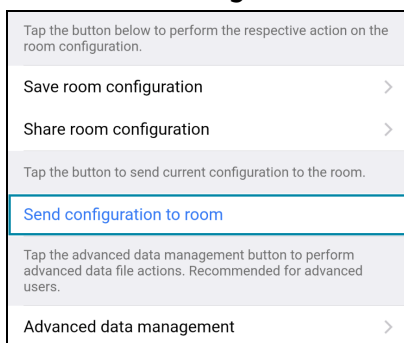 Tap the button below to perform the respective action on the
room configuration.
Save room configuration
Share room configuration
Tap the button to send current configuration to the room.
Send configuration to room
Tap the advanced data management button to perform
advanced data file actions. Recommended for advanced
users.
Advanced data management